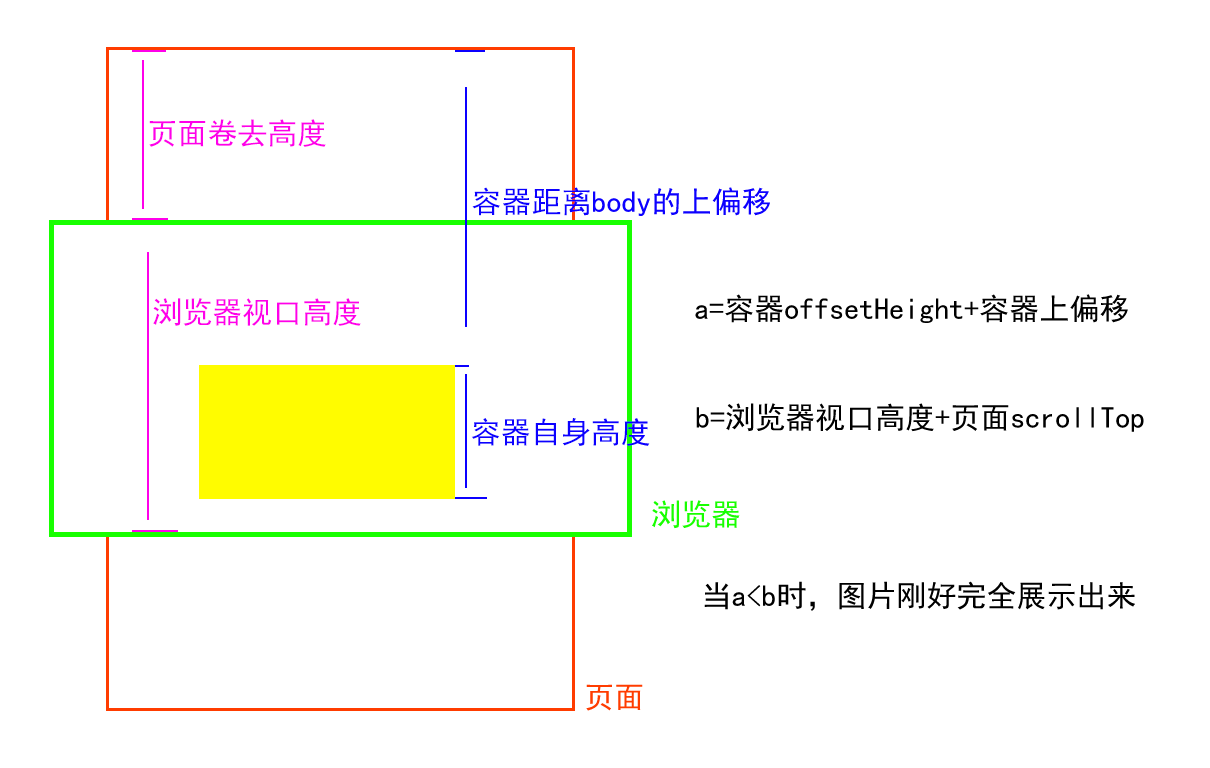 页面卷去高度
容器距离body的上偏移
浏览器视口高度
a=容器offsetHeight+容器上偏移
b=浏览器视口高度+页面scrollTop
容器自身高度
浏览器
当a<b时，图片刚好完全展示出来
页面